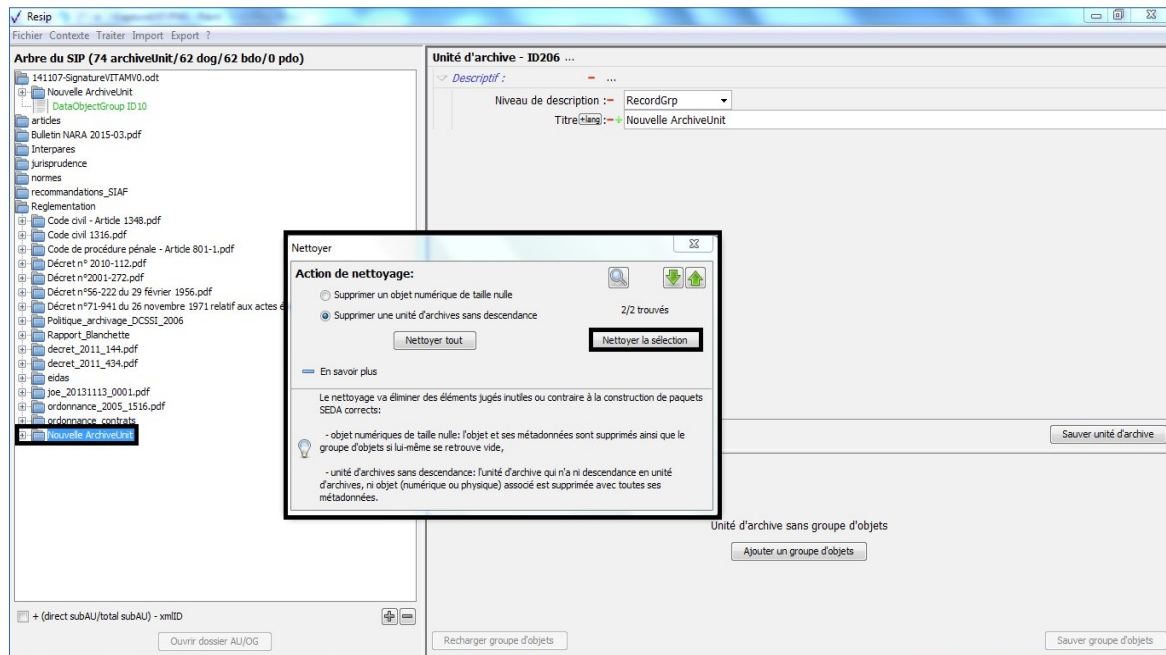 Resip
Fichier Contexte Traiter Import Export ?
Arbre du SIP (74 archiveUnit/62 dog/62 bdo/0 pdo)
141107-SignatureVITAMV0.odt
Nouvelle ArchiveUnit
DataObjectGroup ID10
articles
Bulletin NARA 2015-03.pdf
Interpares
jurisprudence
normes
recommandations_SIAF
Reglementation
Code civil - Article 1348.pdf
Code civil 1316.pdf
Code de procédure pénale - Article 801-1.pdf
Décret n° 2010-112.pdf
Décret n°2001-272.pdf
Décret n°56-222 du 29 février 1956.pdf
Décret n°71-941 du 26 novembre 1971 relatif aux actes é
Politique_archivage_DCSSI_2006
Rapport_Blanchette
decret_2011_144.pdf
decret_2011_434.pdf
eidas
joe_20131113_0001.pdf
ordonnance_2005_1516.pdf
ordonnance_contrats
Nouvelle ArchiveUnit
+ (direct subAU/total subAU) - xmlID
Ouvrir dossier AU/OG
Unité d'archive - ID206 ...
Descriptif : ...
Niveau de description : RecordGrp
Titre +lang : Nouvelle ArchiveUnit
Nettoyer
Action de nettoyage:
Supprimer un objet numérique de taille nulle
Supprimer une unité d'archives sans descendance
2/2 trouvés
Nettoyer tout
Nettoyer la sélection
En savoir plus
Le nettoyage va éliminer des éléments jugés inutiles ou contraire à la construction de paquets
SEDA corrects:
- objet numériques de taille nulle: l'objet et ses métadonnées sont supprimés ainsi que le
groupe d'objets si lui-même se retrouve vide,
- unité d'archives sans descendance: l'unité d'archive qui n'a ni descendance en unité
d'archives, ni objet (numérique ou physique) associé est supprimée avec toutes ses
métadonnées.
Sauver unité d'archive
Unité d'archive sans groupe d'objets
Ajouter un groupe d'objets
Recharger groupe d'objets
Sauver groupe d'objets